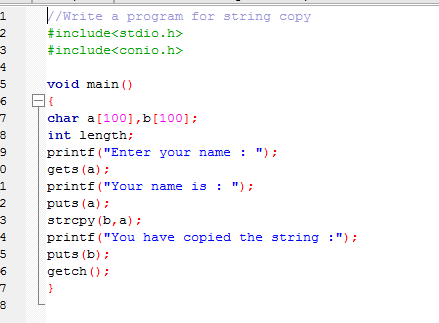 1 //Write a program for string copy
2 #include<stdio.h>
3 #include<conio.h>
4
5 void main()
6 {
7 char a[100],b[100];
8 int length;
9 printf("Enter your name : ");
0 gets(a);
1 printf("Your name is : ");
2 puts(a);
3 strcpy(b,a);
4 printf("You have copied the string :");
5 puts(b);
6 getch();
7 }
8